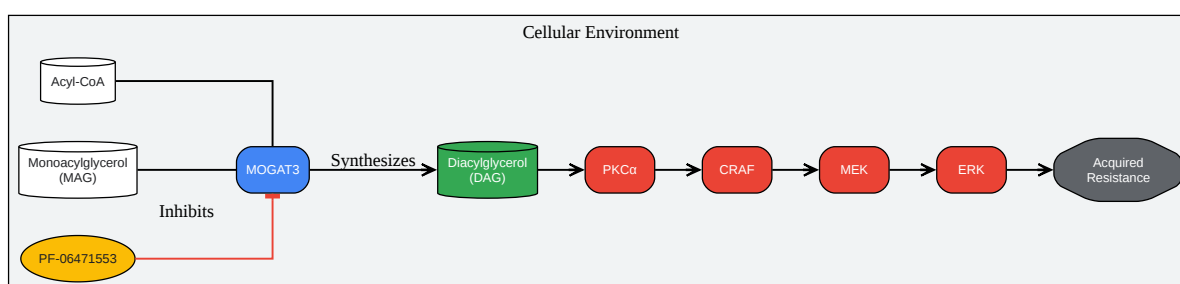 Cellular Environment
Acyl-CoA
Monoacylglycerol
(MAG)
MOGAT3
Synthesizes
Diacylglycerol
(DAG)
PKCα
CRAF
MEK
ERK
Acquired
Resistance
Inhibits
PF-06471553